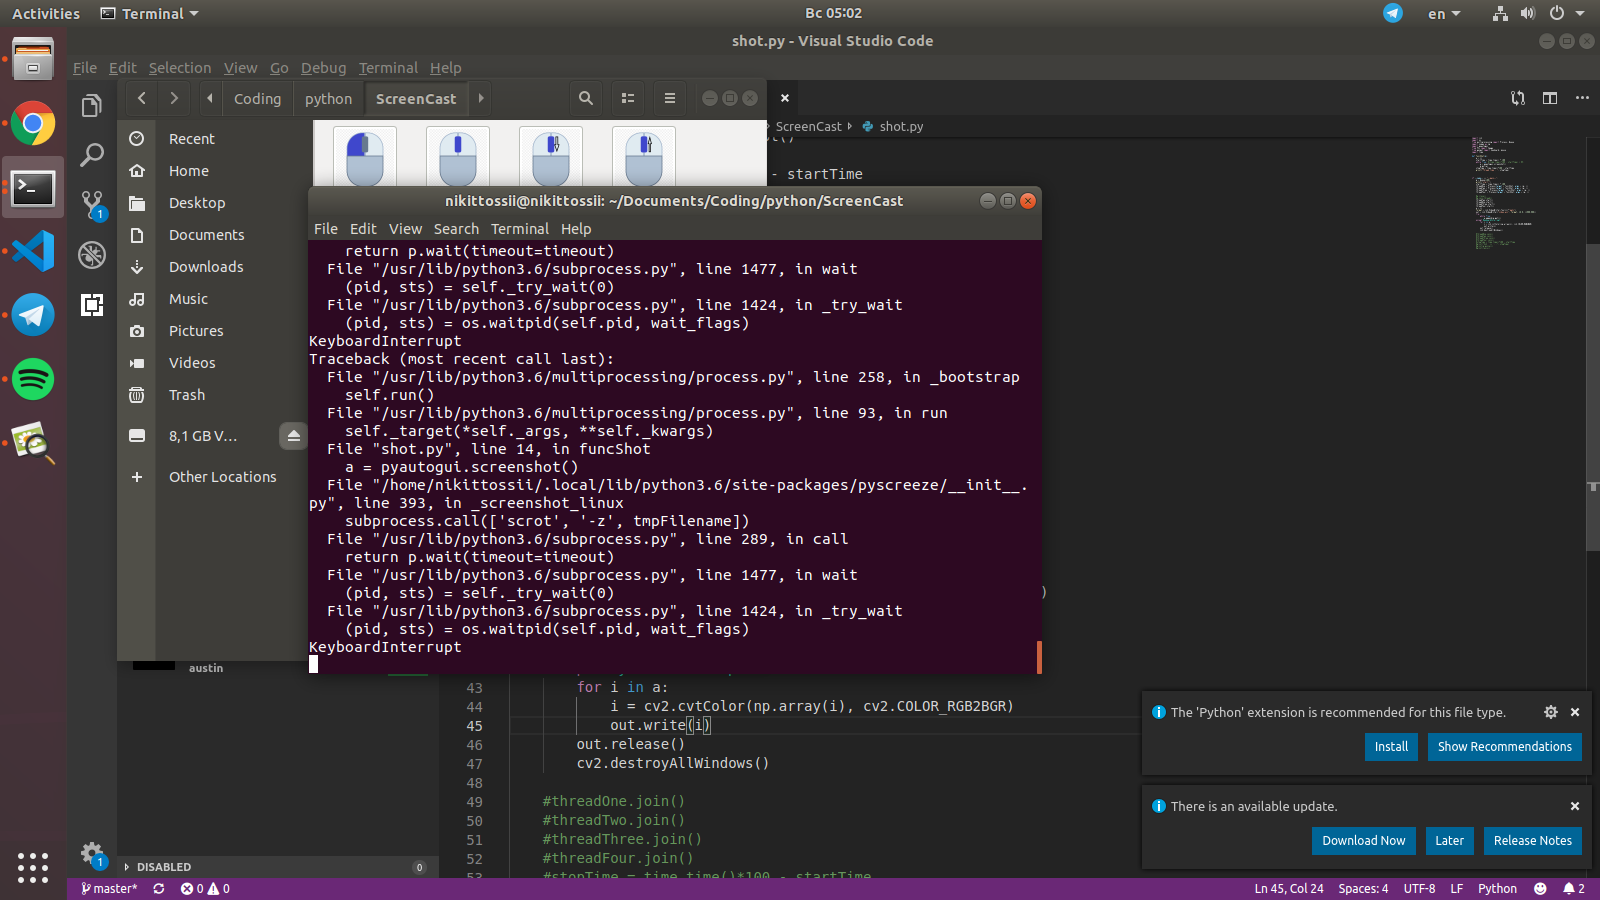 Activities
Terminal
Вс 05:02
en
shot.py - Visual Studio Code
File Edit Selection View Go Debug Terminal Help
Coding python ScreenCast
ScreenCast shot.py
Recent
Home
Desktop
Documents
Downloads
Music
Pictures
Videos
Trash
8,1 GB V…
Other Locations
- startTime
nikittossii@nikittossii: ~/Documents/Coding/python/ScreenCast
File Edit View Search Terminal Help
return p.wait(timeout=timeout)
File "/usr/lib/python3.6/subprocess.py", line 1477, in wait
(pid, sts) = self._try_wait(0)
File "/usr/lib/python3.6/subprocess.py", line 1424, in _try_wait
(pid, sts) = os.waitpid(self.pid, wait_flags)
KeyboardInterrupt
Traceback (most recent call last):
File "/usr/lib/python3.6/multiprocessing/process.py", line 258, in _bootstrap
self.run()
File "/usr/lib/python3.6/multiprocessing/process.py", line 93, in run
self._target(*self._args, **self._kwargs)
File "shot.py", line 14, in funcShot
a = pyautogui.screenshot()
File "/home/nikittossii/.local/lib/python3.6/site-packages/pyscreeze/__init__.
py", line 393, in _screenshot_linux
subprocess.call(['scrot', '-z', tmpFilename])
File "/usr/lib/python3.6/subprocess.py", line 289, in call
return p.wait(timeout=timeout)
File "/usr/lib/python3.6/subprocess.py", line 1477, in wait
(pid, sts) = self._try_wait(0)
File "/usr/lib/python3.6/subprocess.py", line 1424, in _try_wait
(pid, sts) = os.waitpid(self.pid, wait_flags)
KeyboardInterrupt
)
austin
43 for i in a:
44 i = cv2.cvtColor(np.array(i), cv2.COLOR_RGB2BGR)
45 out.write(i)
46 out.release()
47 cv2.destroyAllWindows()
48
49 #threadOne.join()
50 #threadTwo.join()
51 #threadThree.join()
52 #threadFour.join()
53 #stopTime = time.time()*100 - startTime
The 'Python' extension is recommended for this file type.
Install Show Recommendations
There is an available update.
Download Now Later Release Notes
1
1
DISABLED 0
master* 0 0 Ln 45, Col 24 Spaces: 4 UTF-8 LF Python 2